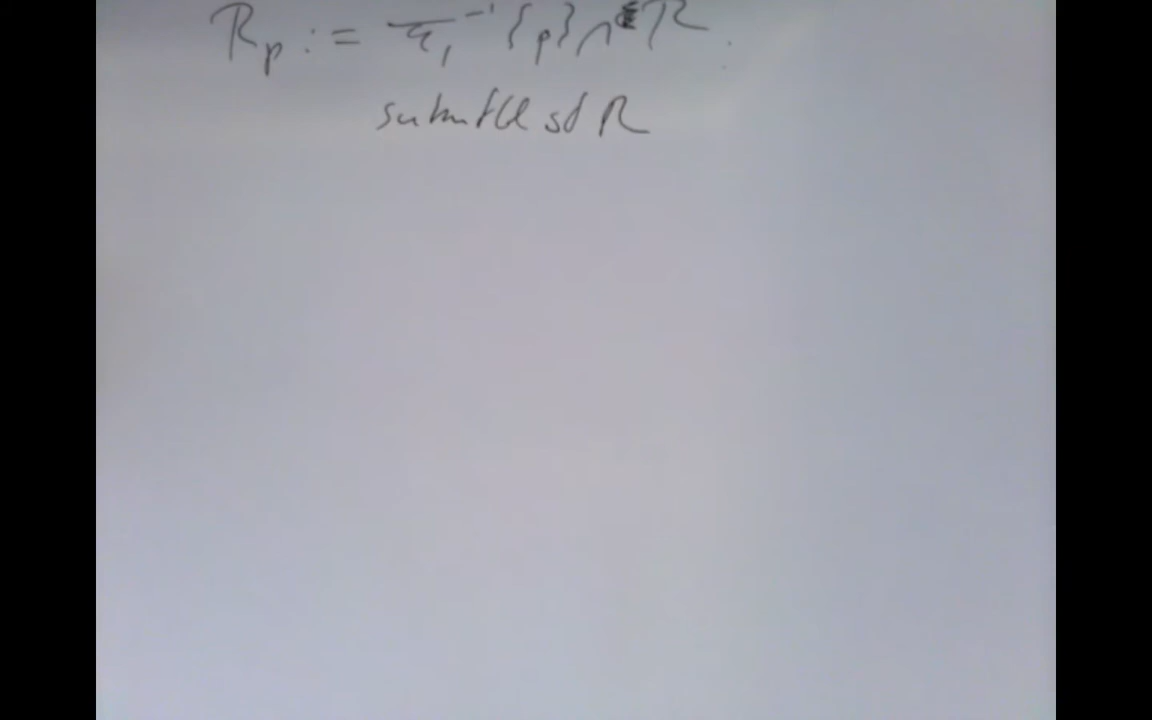 R_p := π_1^{-1} {p} ∩ R.
submfld of R